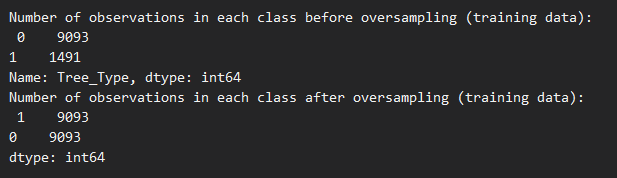 Number of observations in each class before oversampling (training data):
 0    9093
1    1491
Name: Tree_Type, dtype: int64
Number of observations in each class after oversampling (training data):
 1    9093
0    9093
dtype: int64